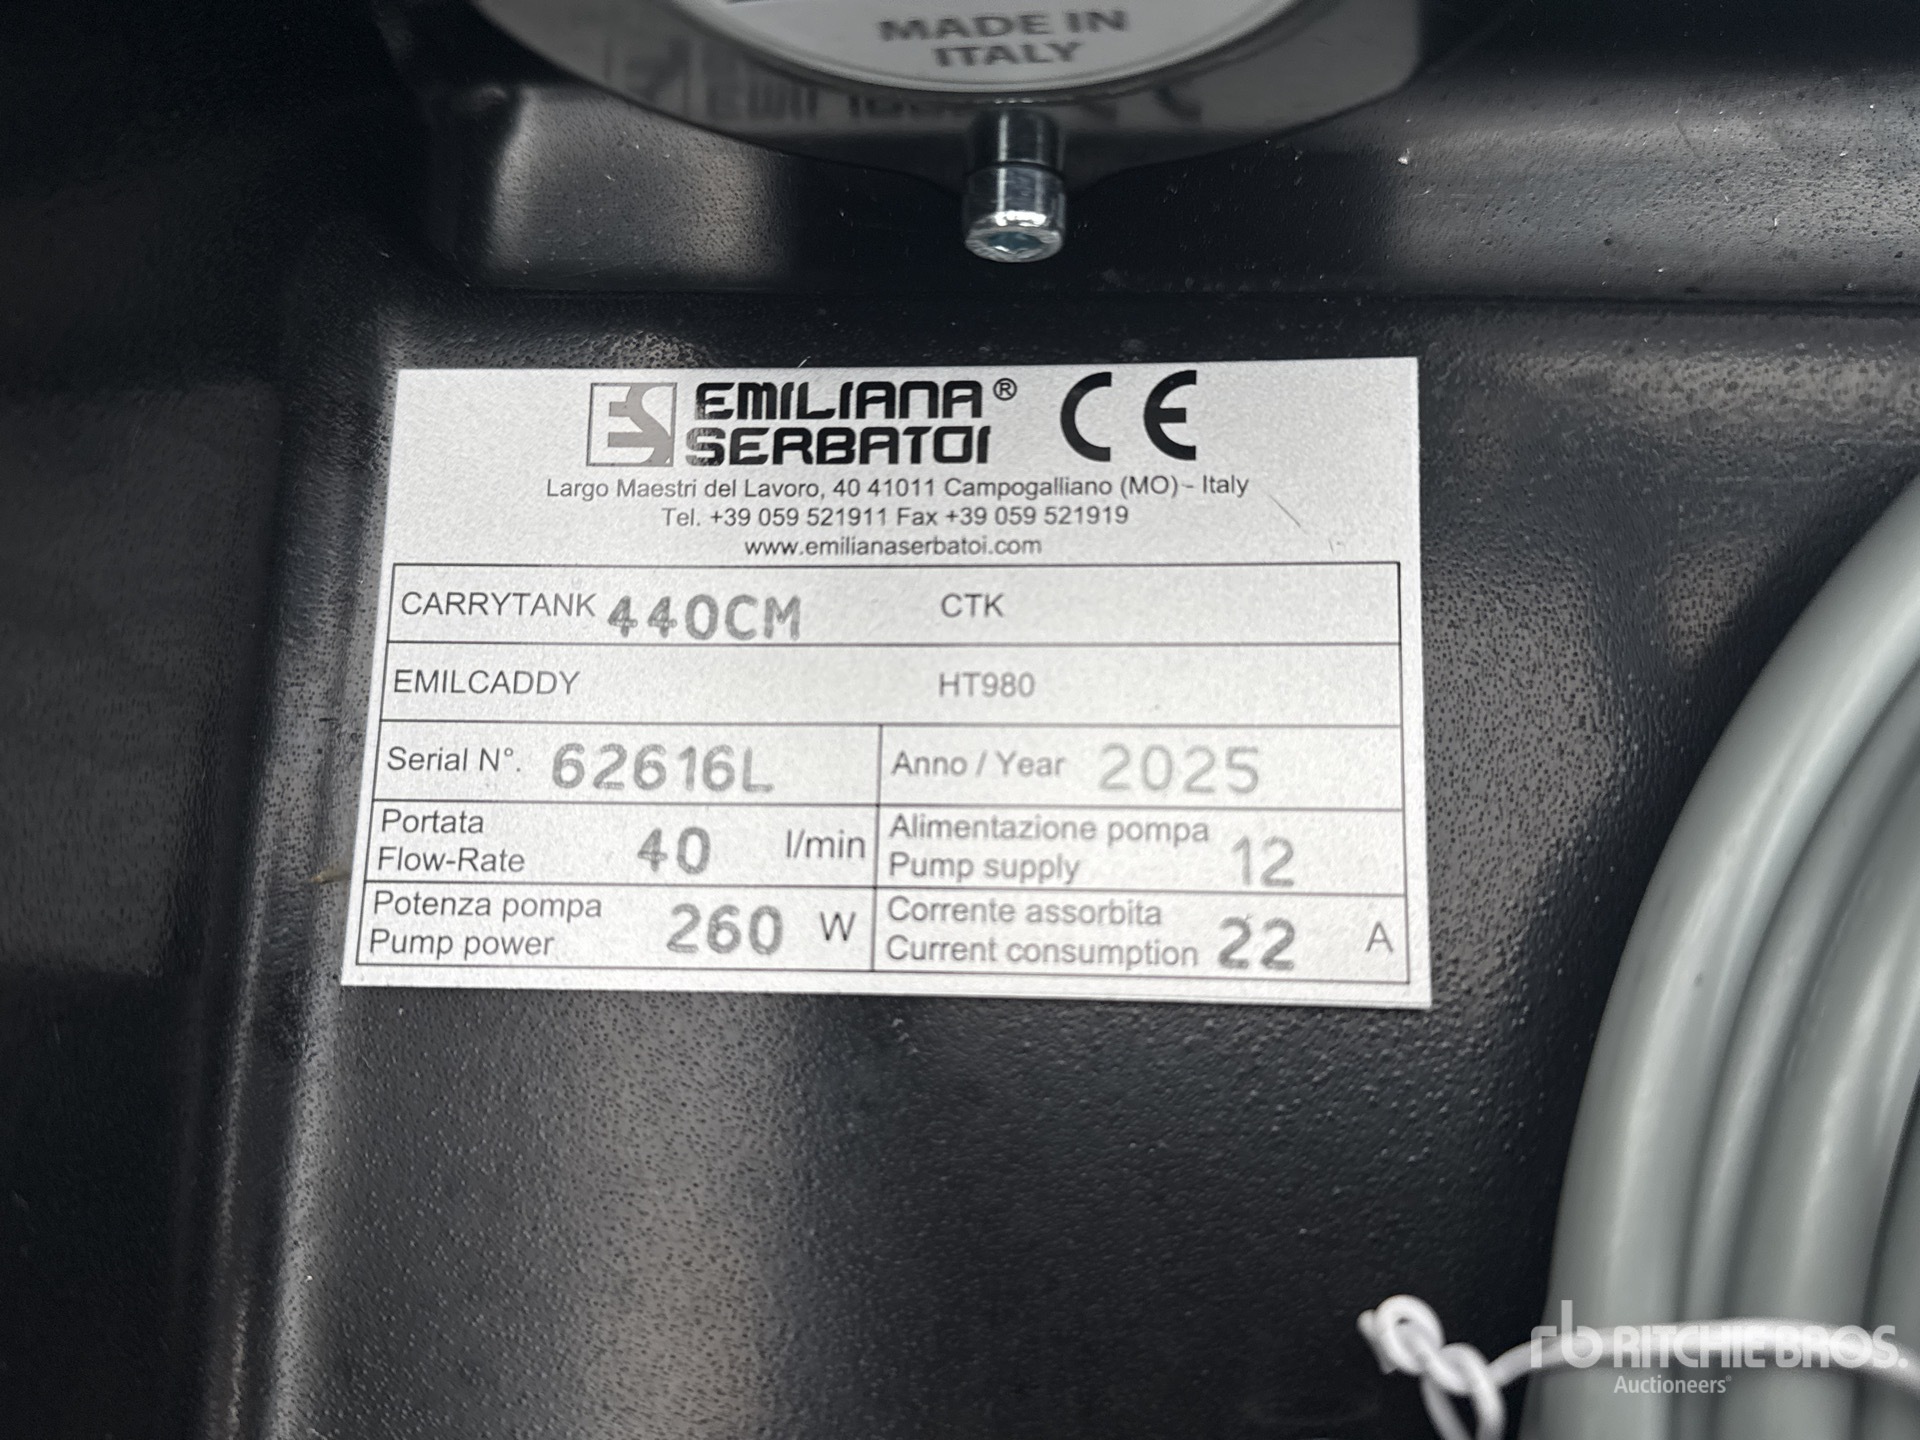 MADE IN
ITALY
ES EMILIANA® CE
SERBATOI
Largo Maestri del Lavoro, 40 41011 Campogalliano (MO) - Italy
Tel. +39 059 521911 Fax +39 059 521919
www.emilianaserbatoi.com
CARRYTANK 440CM CTK
EMILCADDY HT980
Serial N°. 62616L Anno / Year 2025
Portata
Flow-Rate 40 l/min
Alimentazione pompa
Pump supply 12
Potenza pompa
Pump power 260 W
Corrente assorbita
Current consumption 22 A
rb RITCHIE BROS.
Auctioneers